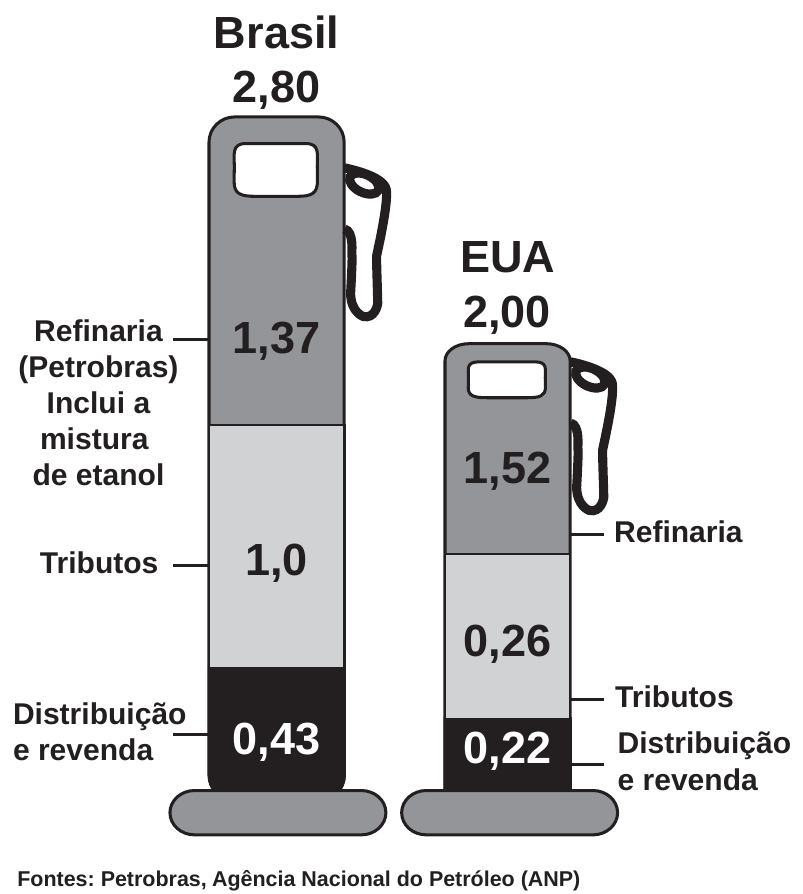 Brasil
2,80
Refinaria
(Petrobras)
Inclui a
mistura
de etanol
1,37
Tributos
1,0
Distribuição
e revenda
0,43
EUA
2,00
1,52
Refinaria
0,26
Tributos
0,22
Distribuição
e revenda
Fontes: Petrobras, Agência Nacional do Petróleo (ANP)